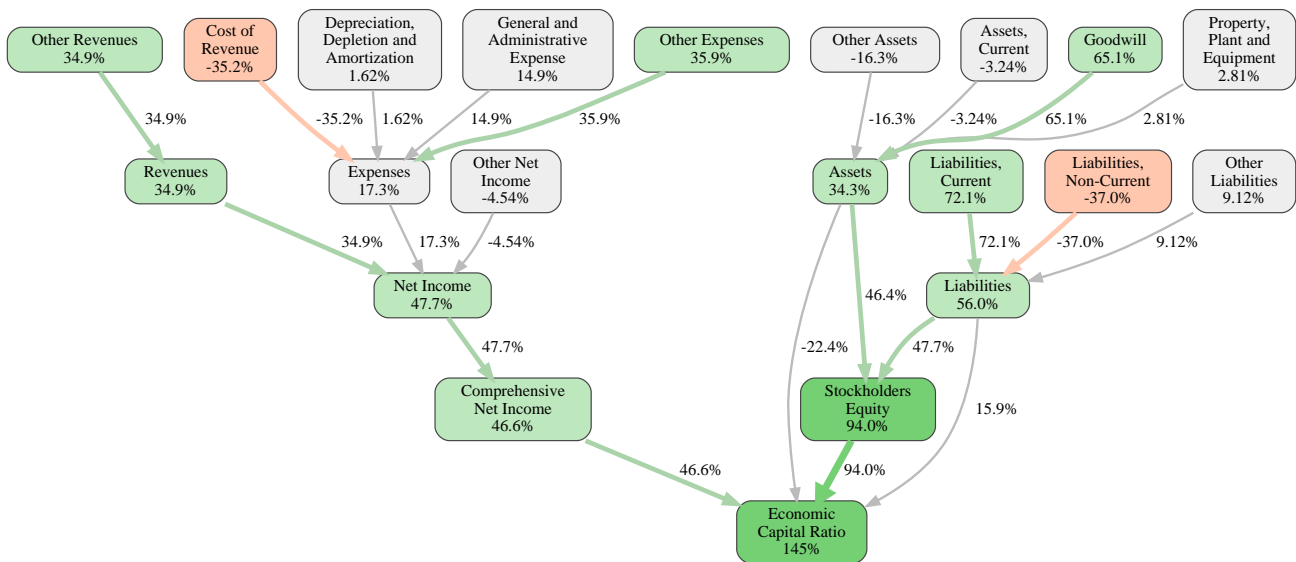 Other Revenues
34.9%
Cost of
Revenue
-35.2%
Depreciation,
Depletion and
Amortization
1.62%
General and
Administrative
Expense
14.9%
Other Expenses
35.9%
Other Assets
-16.3%
Assets,
Current
-3.24%
Goodwill
65.1%
Property,
Plant and
Equipment
2.81%
34.9%
-35.2%
1.62%
14.9%
35.9%
-16.3%
-3.24%
65.1%
2.81%
Revenues
34.9%
Expenses
17.3%
Other Net
Income
-4.54%
Assets
34.3%
Liabilities,
Current
72.1%
Liabilities,
Non-Current
-37.0%
Other
Liabilities
9.12%
34.9%
17.3%
-4.54%
72.1%
-37.0%
9.12%
Net Income
47.7%
46.4%
Liabilities
56.0%
47.7%
-22.4%
47.7%
Comprehensive
Net Income
46.6%
Stockholders
Equity
94.0%
15.9%
46.6%
94.0%
Economic
Capital Ratio
145%